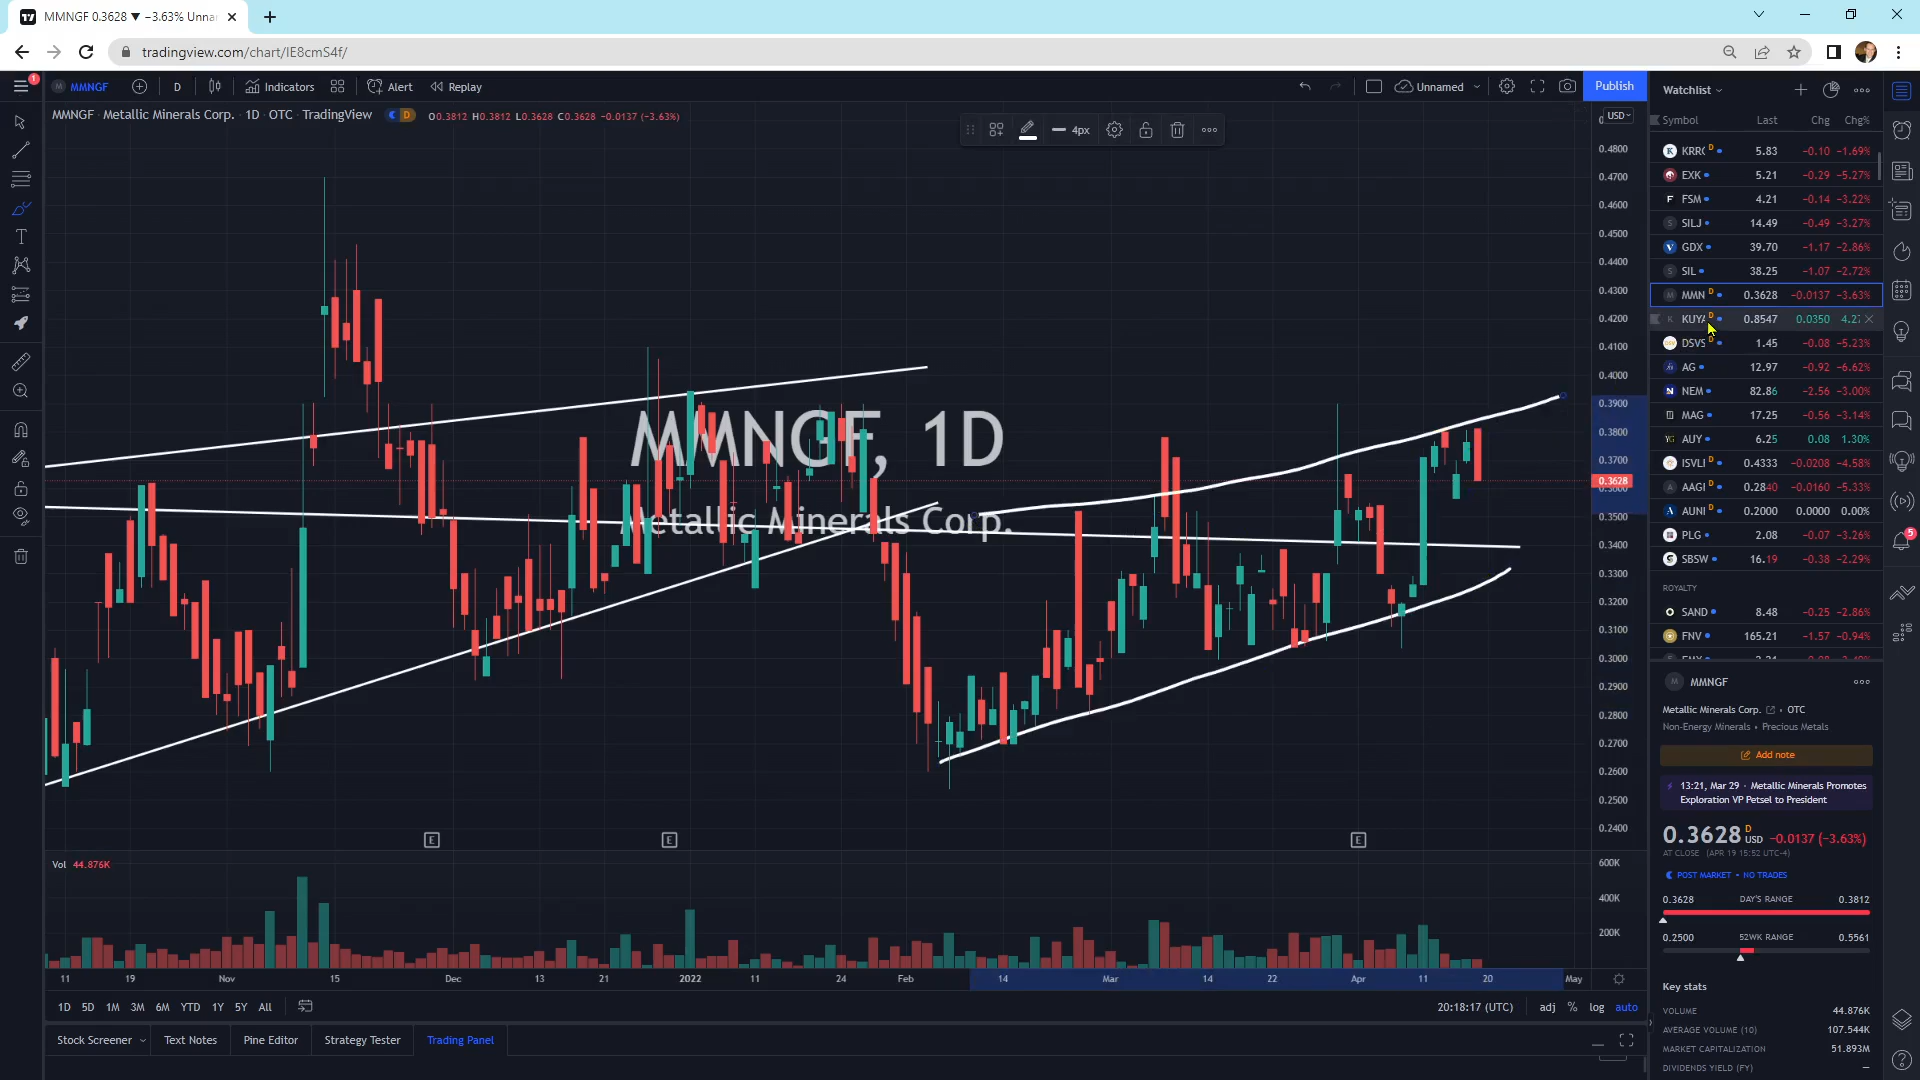 MMNGF 0.3628 ▼ −3.63% Unna
tradingview.com/chart/IE8cmS4f/
1
MMNGF
D
Indicators
Alert
Replay
Unnamed
Publish
MMNGF · Metallic Minerals Corp. · 1D · OTC · TradingView
D
O0.3812 H0.3812 L0.3628 C0.3628 −0.0137 (−3.63%)
4px
USD
0.4800
0.4700
0.4600
0.4500
0.4400
0.4300
0.4200
0.4100
0.4000
0.3900
0.3800
0.3700
0.3628
0.3500
0.3400
0.3300
0.3200
0.3100
0.3000
0.2900
0.2800
0.2700
0.2600
0.2500
0.2400
MMNGF, 1D
Metallic Minerals Corp.
E
E
E
Vol 44.876K
600K
400K
200K
11 19 Nov 15 Dec 13 21 2022 11 24 Feb 14 Mar 14 22 Apr 11 20 May
1D 5D 1M 3M 6M YTD 1Y 5Y All
20:18:17 (UTC) adj % log auto
Stock Screener
Text Notes
Pine Editor
Strategy Tester
Trading Panel
Watchlist
Symbol Last Chg Chg%
KRR D 5.83 −0.10 −1.69%
EXK 5.21 −0.29 −5.27%
FSM 4.21 −0.14 −3.22%
SILJ 14.49 −0.49 −3.27%
GDX 39.70 −1.17 −2.86%
SIL 38.25 −1.07 −2.72%
MMN D 0.3628 −0.0137 −3.63%
KUYA D 0.8547 0.0350 4.2
DSVS D 1.45 −0.08 −5.23%
AG 12.97 −0.92 −6.62%
NEM 82.86 −2.56 −3.00%
MAG 17.25 −0.56 −3.14%
AUY 6.25 0.08 1.30%
ISVL D 0.4333 −0.0208 −4.58%
AAG D 0.2840 −0.0160 −5.33%
AUN D 0.2000 0.0000 0.00%
PLG 2.08 −0.07 −3.26%
SBSW 16.19 −0.38 −2.29%
ROYALTY
SAND 8.48 −0.25 −2.86%
FNV 165.21 −1.57 −0.94%
5
MMNGF
Metallic Minerals Corp. · OTC
Non-Energy Minerals · Precious Metals
Add note
13:21, Mar 29 · Metallic Minerals Promotes
Exploration VP Petsel to President
0.3628 D USD −0.0137 (−3.63%)
AT CLOSE (APR 19 15:52 UTC-4)
POST MARKET · NO TRADES
0.3628 DAY'S RANGE 0.3812
0.2500 52WK RANGE 0.5561
Key stats
VOLUME 44.876K
AVERAGE VOLUME (10) 107.544K
MARKET CAPITALIZATION 51.893M
DIVIDENDS YIELD (FY) —